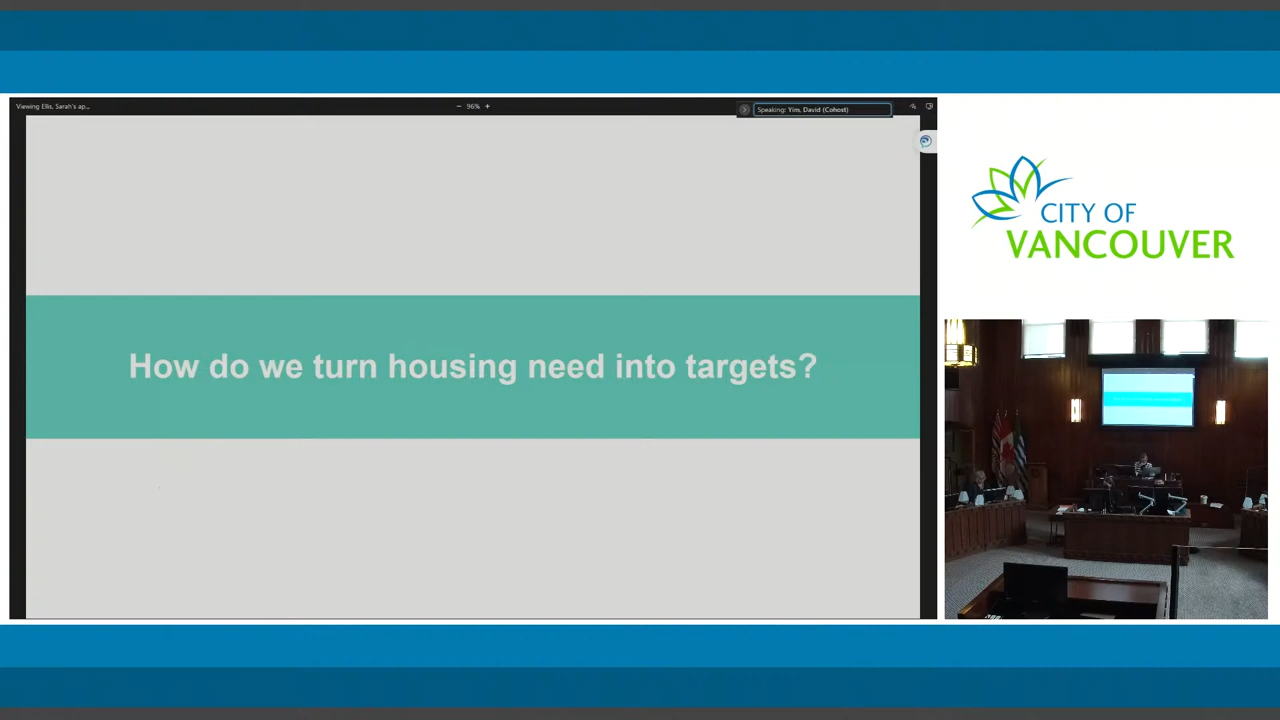 Viewing Ellis, Sarah's ap...
96%
Speaking: Yim, David (Cohost)
How do we turn housing need into targets?
CITY OF
VANCOUVER